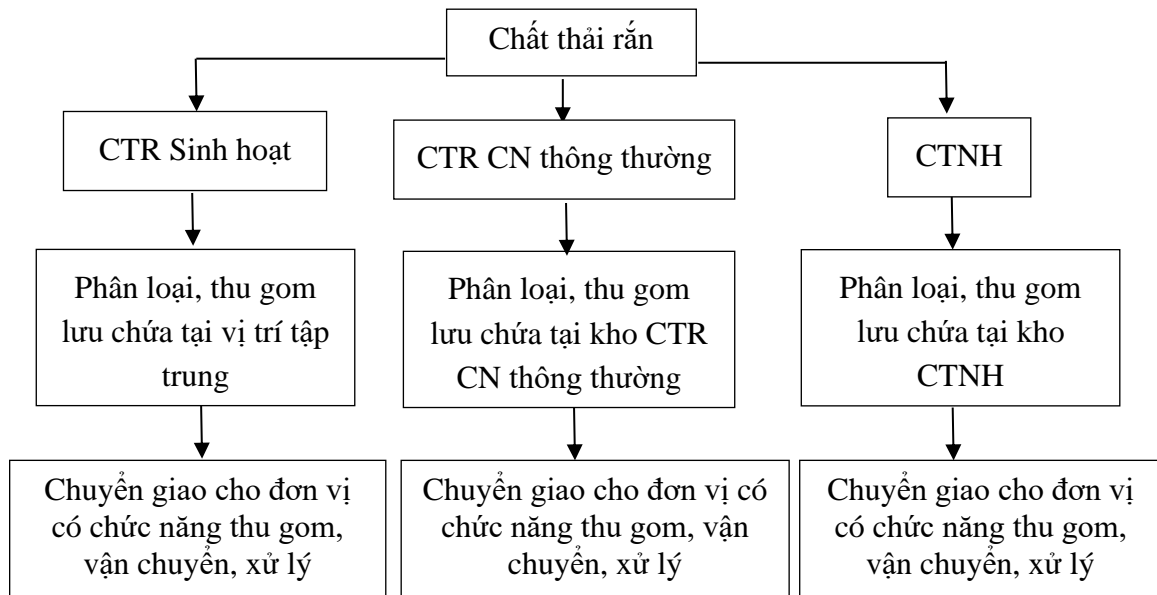 Chất thải rắn
CTR Sinh hoạt
CTR CN thông thường
CTNH
Phân loại, thu gom
lưu chứa tại vị trí tập
trung
Phân loại, thu gom
lưu chứa tại kho CTR
CN thông thường
Phân loại, thu gom
lưu chứa tại kho
CTNH
Chuyển giao cho đơn vị
có chức năng thu gom,
vận chuyển, xử lý
Chuyển giao cho đơn vị có
chức năng thu gom, vận
chuyển, xử lý
Chuyển giao cho đơn vị
có chức năng thu gom,
vận chuyển, xử lý